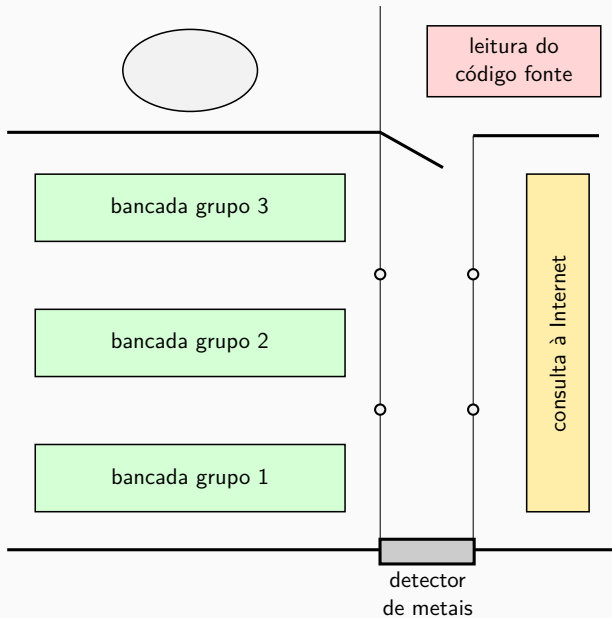 leitura do
código fonte
bancada grupo 3
bancada grupo 2
bancada grupo 1
consulta à Internet
detector
de metais